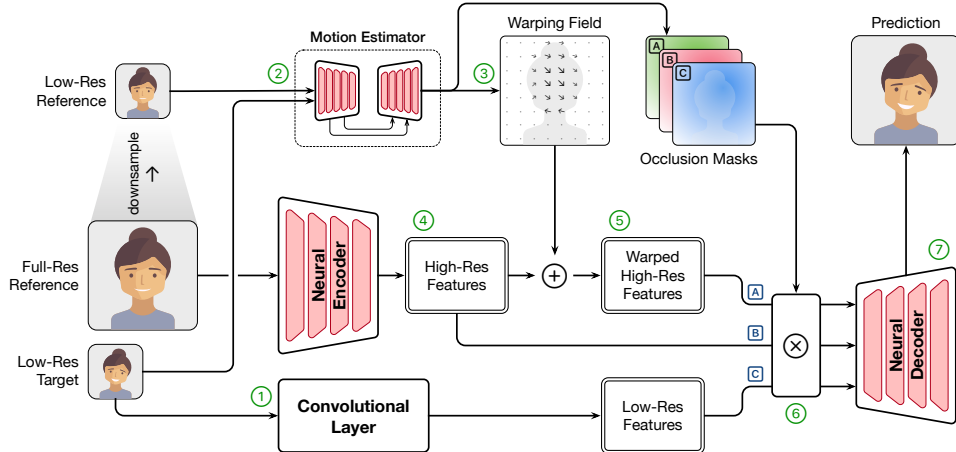 Warping Field
Prediction
Motion Estimator
Low-Res
Reference
2
3
A
B
C
Occlusion Masks
downsample →
Full-Res
Reference
Neural
Encoder
4
High-Res
Features
+
5
Warped
High-Res
Features
A
B
C
×
6
7
Neural
Decoder
Low-Res
Target
1
Convolutional
Layer
Low-Res
Features